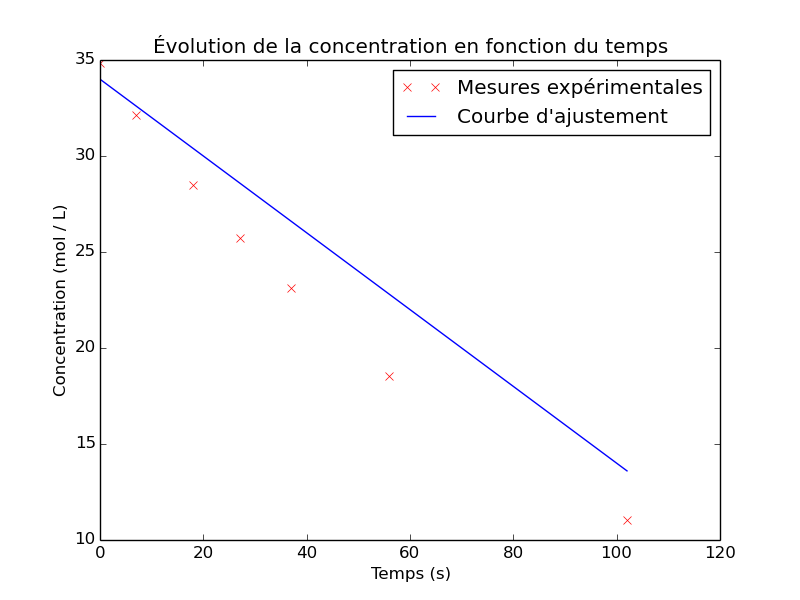 Évolution de la concentration en fonction du temps
Mesures expérimentales
Courbe d'ajustement
Concentration (mol / L)
35
30
25
20
15
10
0 20 40 60 80 100 120
Temps (s)